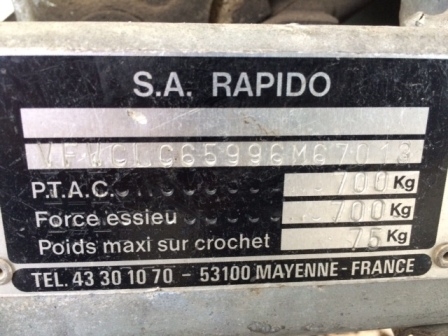 S.A. RAPIDO
P.T.A.C. 700 Kg
Force essieu 700 Kg
Poids maxi sur crochet 75 Kg
TEL. 43 30 10 70 - 53100 MAYENNE - FRANCE